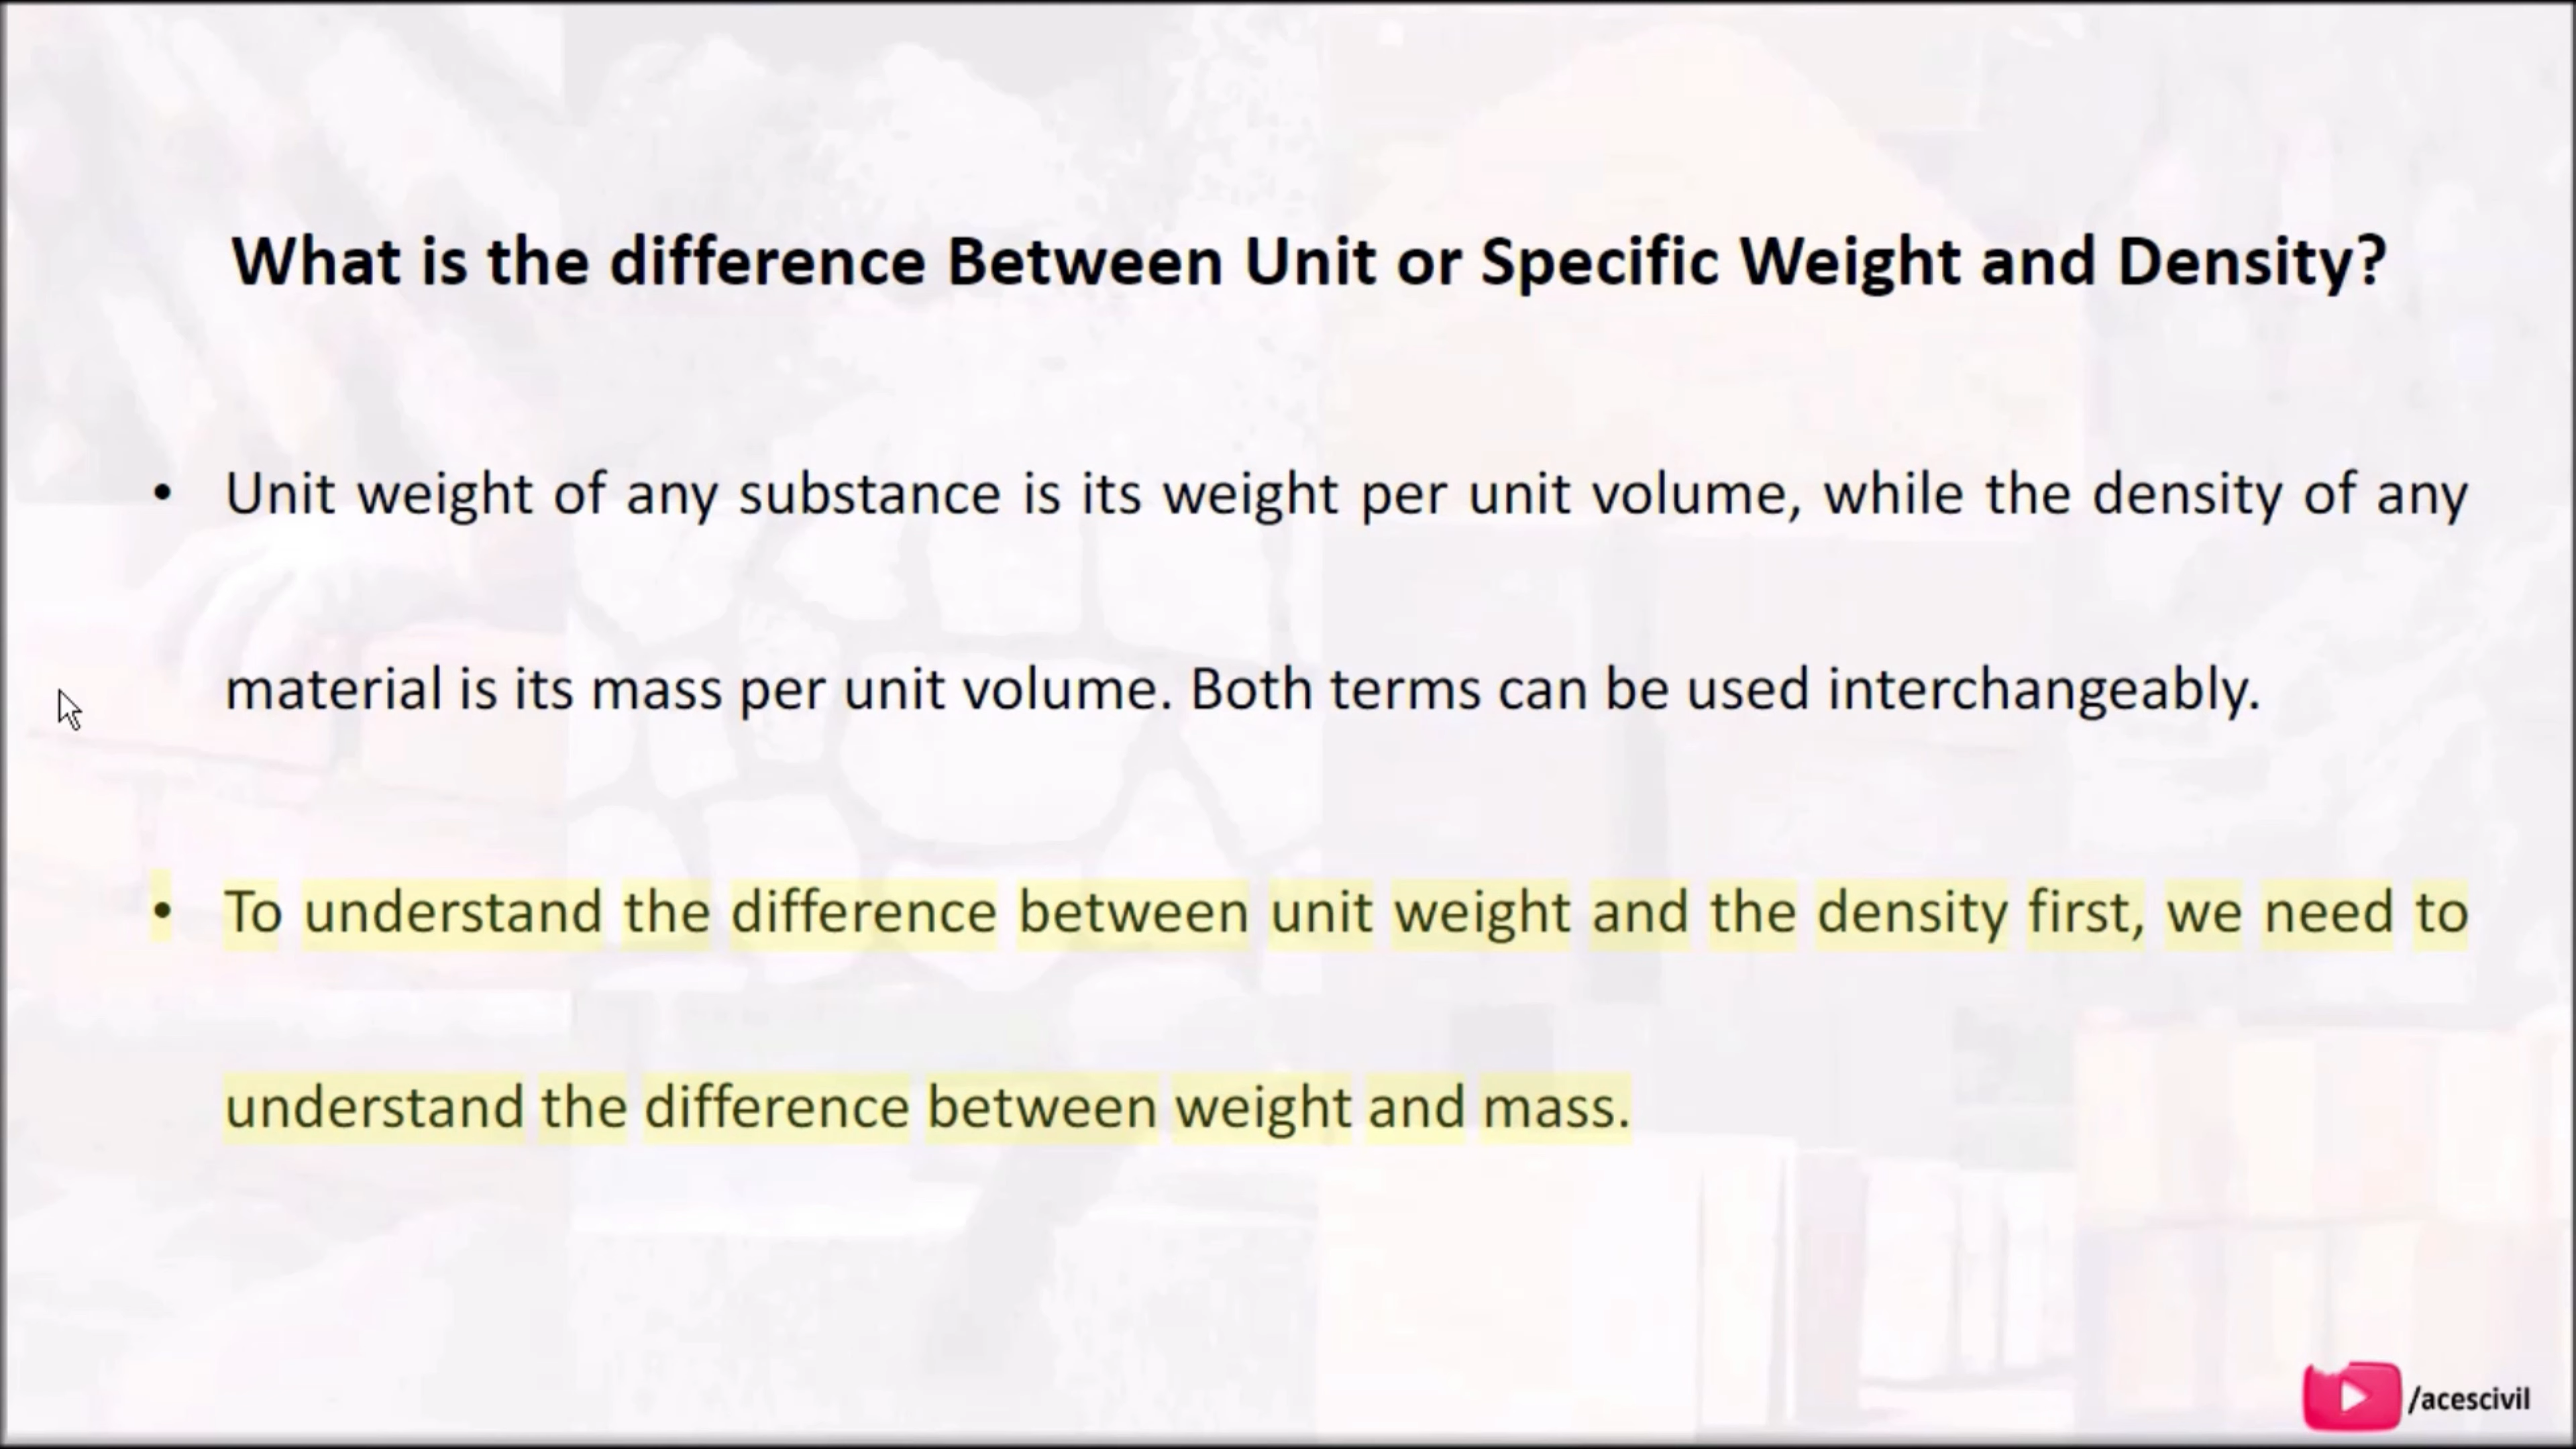 What is the difference Between Unit or Specific Weight and Density?
• Unit weight of any substance is its weight per unit volume, while the density of any
material is its mass per unit volume. Both terms can be used interchangeably.
• To understand the difference between unit weight and the density first, we need to
understand the difference between weight and mass.
/acescivil